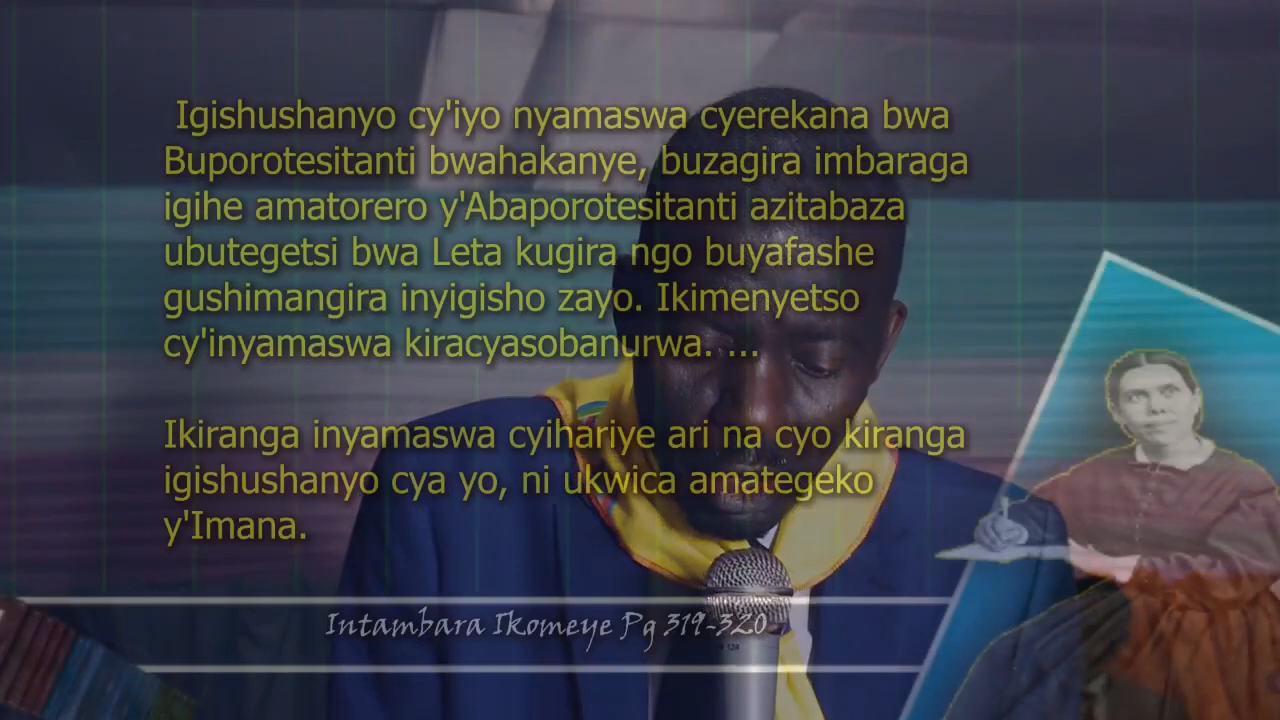 Igishushanyo cy'iyo nyamaswa cyerekana bwa
Buporotesitanti bwahakanye, buzagira imbaraga
igihe amatorero y'Abaporotesitanti azitabaza
ubutegetsi bwa Leta kugira ngo buyafashe
gushimangira inyigisho zayo. Ikimenyetso
cy'inyamaswa kiracyasobanurwa. ...
Ikiranga inyamaswa cyihariye ari na cyo kiranga
igishushanyo cya yo, ni ukwica amategeko
y'Imana.
Intambara Ikomeye Pg 319-320